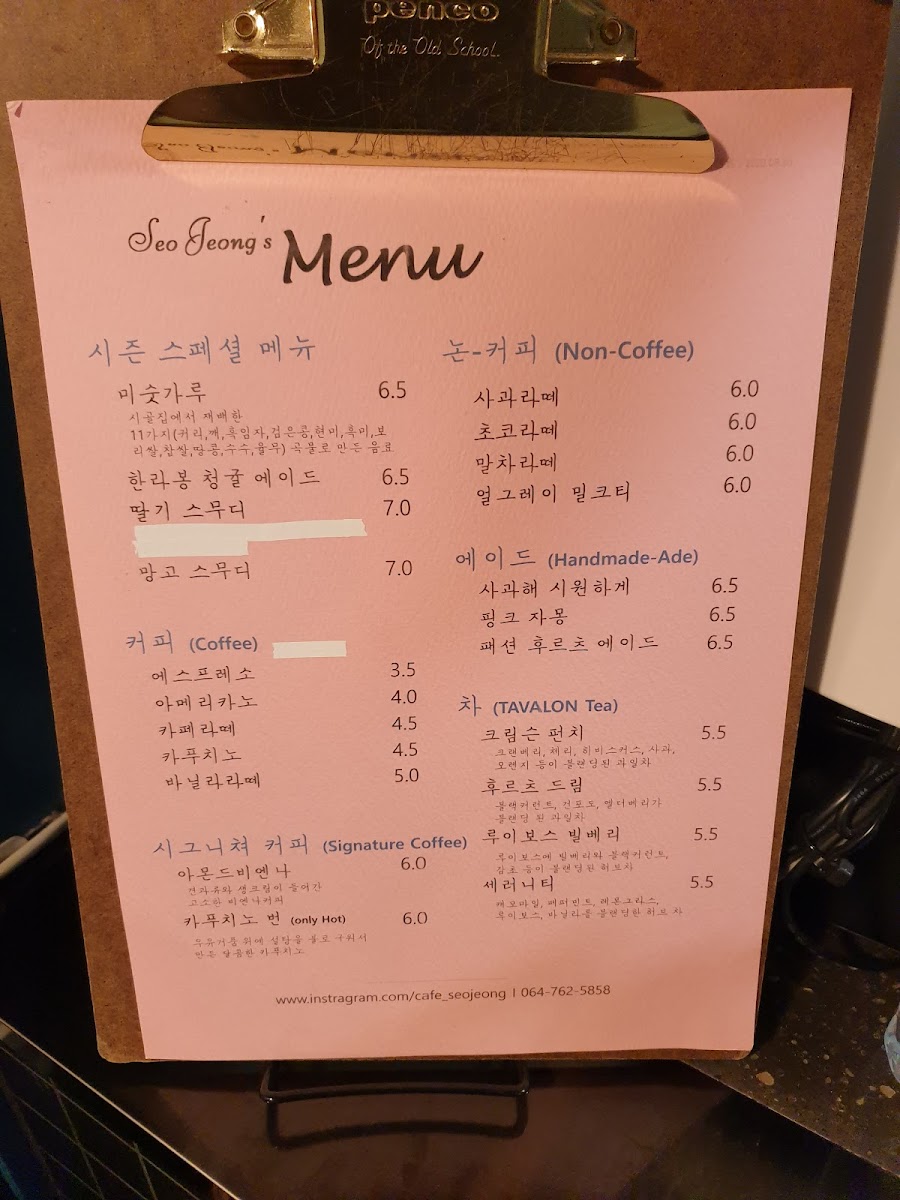 penco
Of the Old School.
Seo Jeong's Menu
시즌 스페셜 메뉴
미숫가루 6.5
시골집에서 재배한
11가지(귀리,깨,흑임자,검은콩,현미,흑미,보
리쌀,찹쌀,땅콩,수수,율무) 곡물로 만든 음료
한라봉 청귤 에이드 6.5
딸기 스무디 7.0
망고 스무디 7.0
커피 (Coffee)
에스프레소 3.5
아메리카노 4.0
카페라떼 4.5
카푸치노 4.5
바닐라라떼 5.0
시그니쳐 커피 (Signature Coffee)
아몬드비엔나 6.0
견과류와 생크림이 들어간
고소한 비엔나커피
카푸치노 번 (only Hot) 6.0
우유거품 위에 설탕을 불로 구워서
만든 달콤한 카푸치노
논-커피 (Non-Coffee)
사과라떼 6.0
초코라떼 6.0
말차라떼 6.0
얼그레이 밀크티 6.0
에이드 (Handmade-Ade)
사과해 시원하게 6.5
핑크 자몽 6.5
패션 후르츠 에이드 6.5
차 (TAVALON Tea)
크림슨 펀치 5.5
크랜베리, 체리, 히비스커스, 사과,
오렌지 등이 블랜딩된 과일차
후르츠 드림 5.5
블랙커런트, 건포도, 엘더베리가
블랜딩 된 과일차
루이보스 빌베리 5.5
루이보스에 빌베리와 블랙커런트,
감초 등이 블랜딩된 허브차
세러니티 5.5
캐모마일, 페퍼민트, 레몬그라스,
루이보스, 바닐라를 블랜딩한 허브 차
www.instragram.com/cafe_seojeong | 064-762-5858